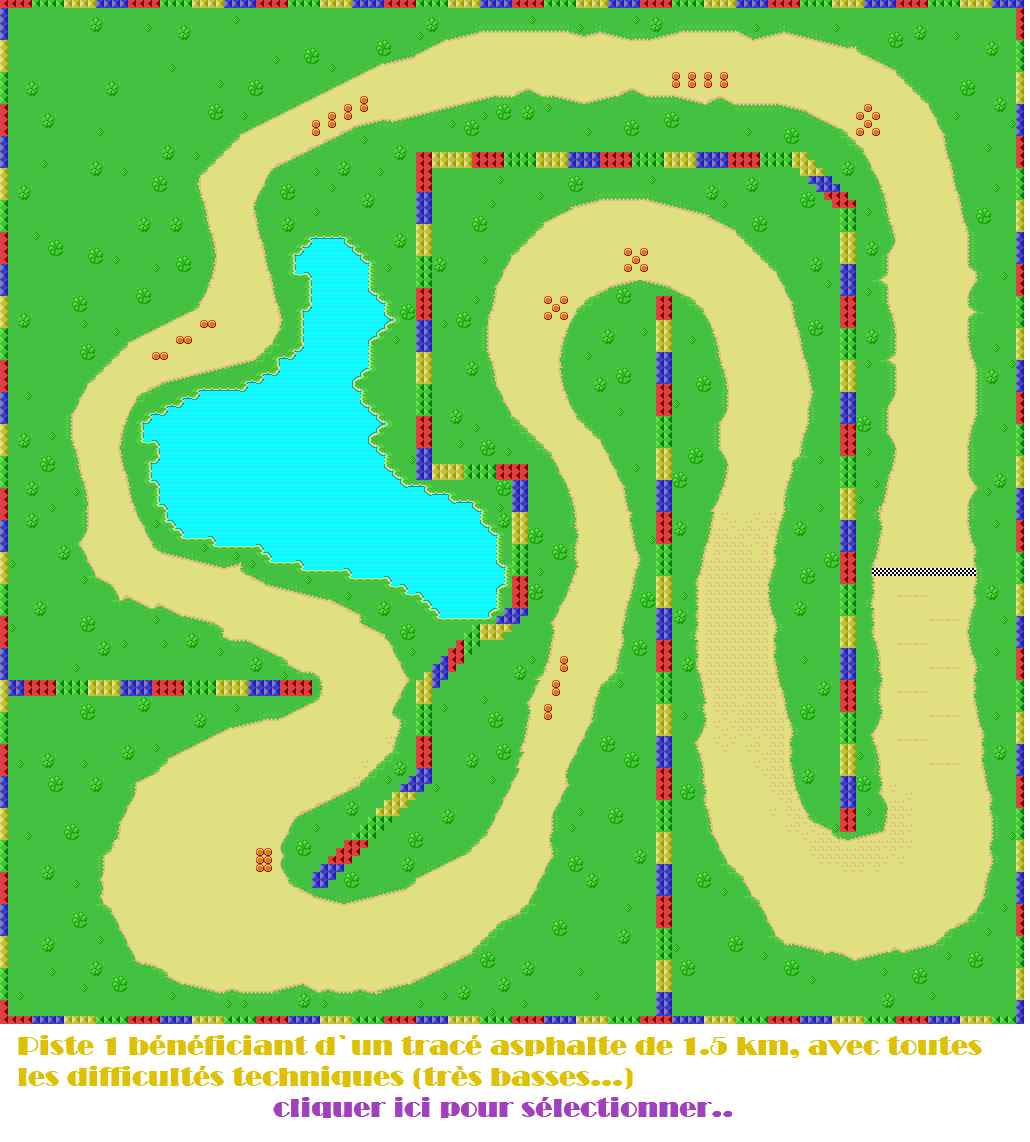 Piste 1 bénéficiant d`un tracé asphalte de 1.5 km, avec toutes
les difficultés techniques (très basses...)
cliquer ici pour sélectionner..